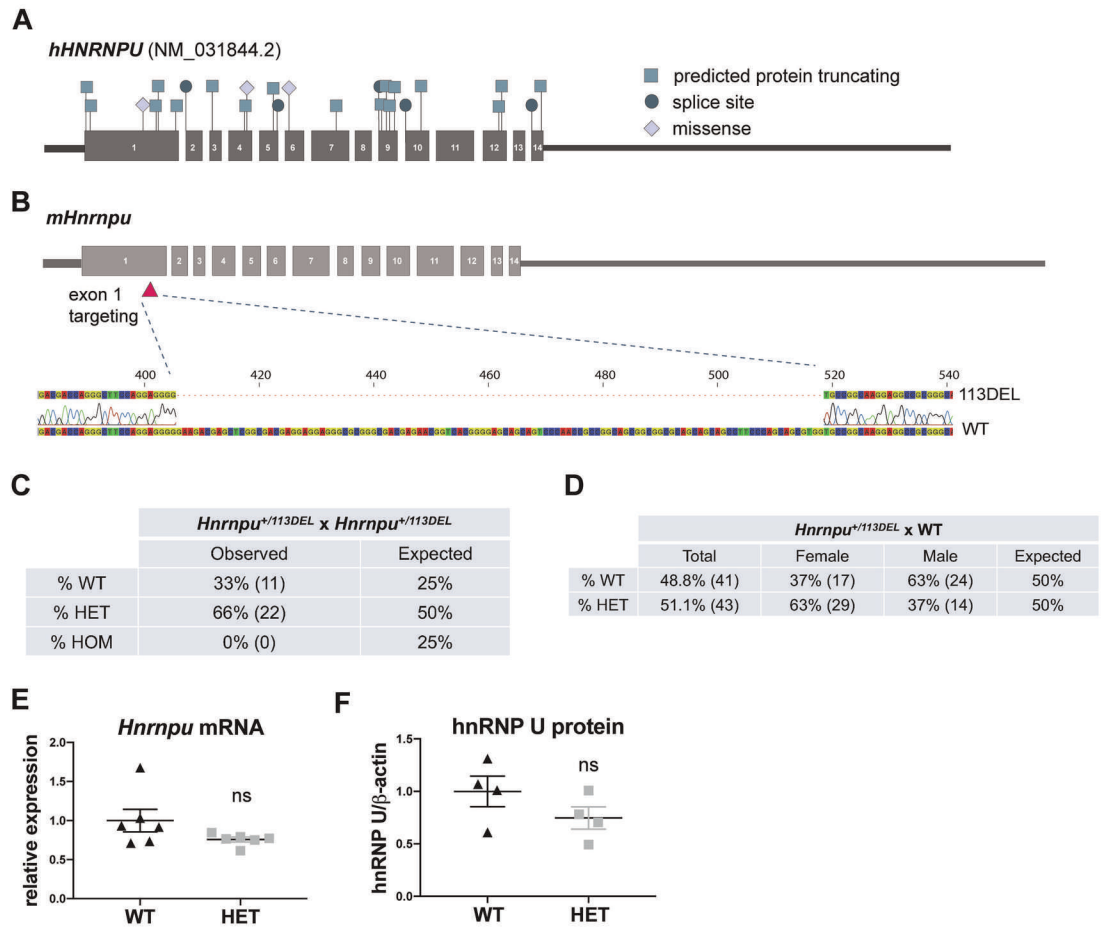 A
hHNRNPU (NM_031844.2)
predicted protein truncating
splice site
missense
1 2 3 4 5 6 7 8 9 10 11 12 13 14
B
mHnrnpu
1 2 3 4 5 6 7 8 9 10 11 12 13 14
exon 1
targeting
400 420 440 460 480 500 520 540
113DEL
WT
C
Hnrnpu+/113DEL x Hnrnpu+/113DEL
Observed Expected
% WT 33% (11) 25%
% HET 66% (22) 50%
% HOM 0% (0) 25%
D
Hnrnpu+/113DEL x WT
Total Female Male Expected
% WT 48.8% (41) 37% (17) 63% (24) 50%
% HET 51.1% (43) 63% (29) 37% (14) 50%
E
Hnrnpu mRNA
relative expression
2.0
1.5
1.0
0.5
0.0
ns
WT HET
F
hnRNP U protein
hnRNP U/β-actin
1.5
1.0
0.5
0.0
ns
WT HET